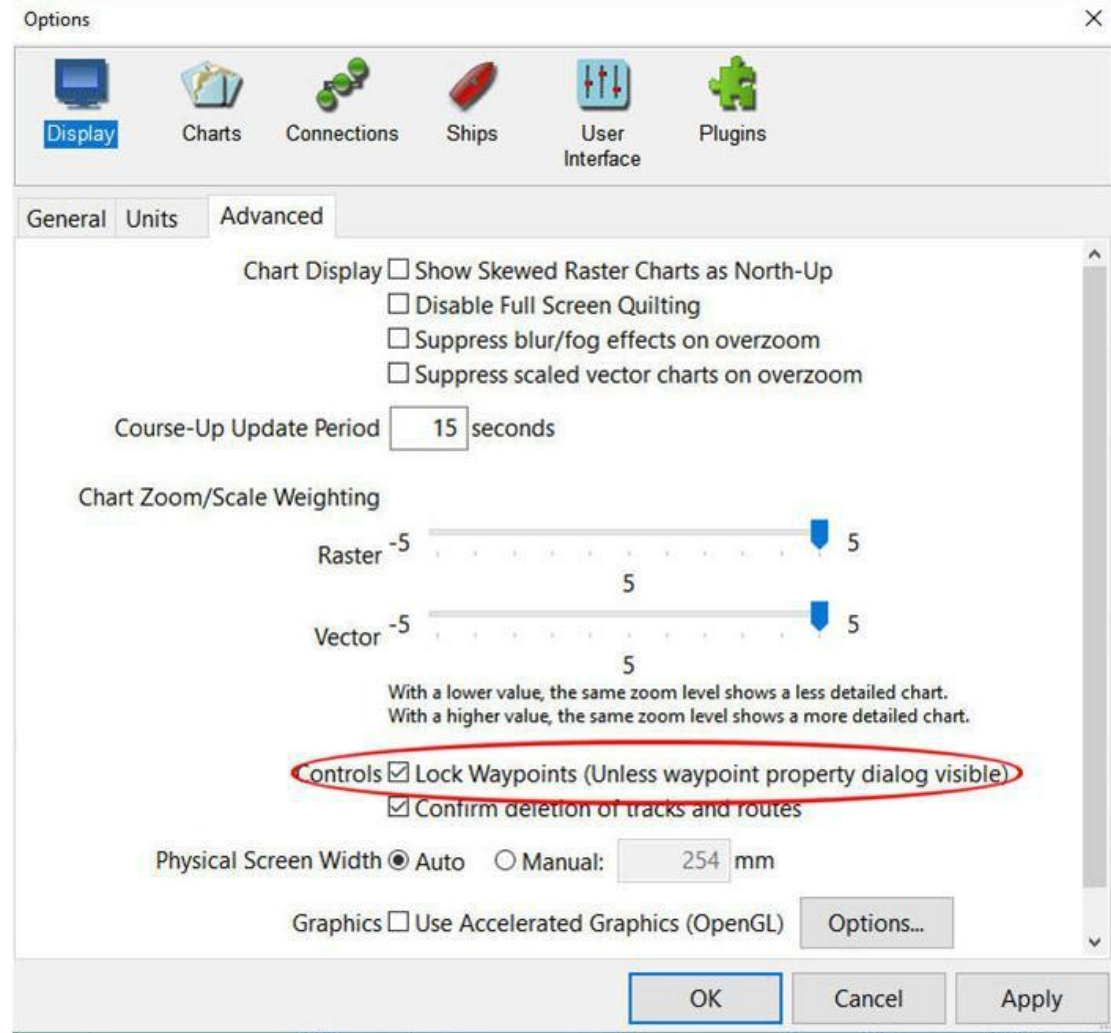 Options
Display
Charts
Connections
Ships
User
Interface
Plugins
General Units Advanced
Chart Display Show Skewed Raster Charts as North-Up
Disable Full Screen Quilting
Suppress blur/fog effects on overzoom
Suppress scaled vector charts on overzoom
Course-Up Update Period 15 seconds
Chart Zoom/Scale Weighting
Raster -5 5
5
Vector -5 5
5
With a lower value, the same zoom level shows a less detailed chart.
With a higher value, the same zoom level shows a more detailed chart.
Controls Lock Waypoints (Unless waypoint property dialog visible)
Confirm deletion of tracks and routes
Physical Screen Width Auto Manual: 254 mm
Graphics Use Accelerated Graphics (OpenGL) Options...
OK Cancel Apply